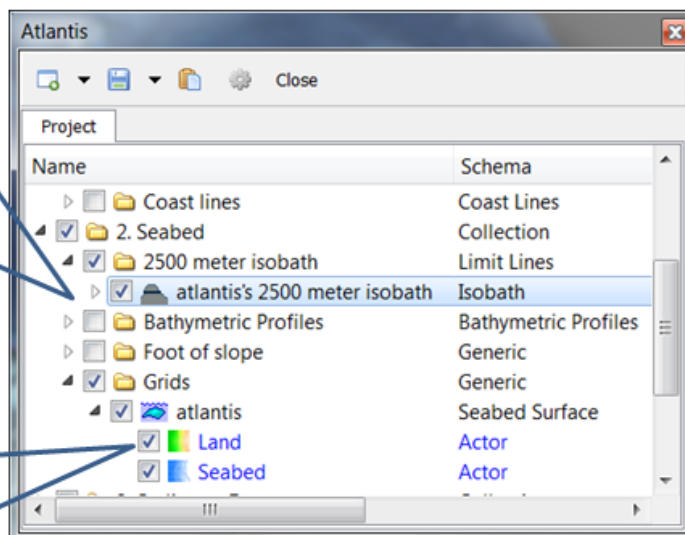 Atlantis
Close
Project
Name Schema
Coast lines Coast Lines
2. Seabed Collection
2500 meter isobath Limit Lines
atlantis's 2500 meter isobath Isobath
Bathymetric Profiles Bathymetric Profiles
Foot of slope Generic
Grids Generic
atlantis Seabed Surface
Land Actor
Seabed Actor